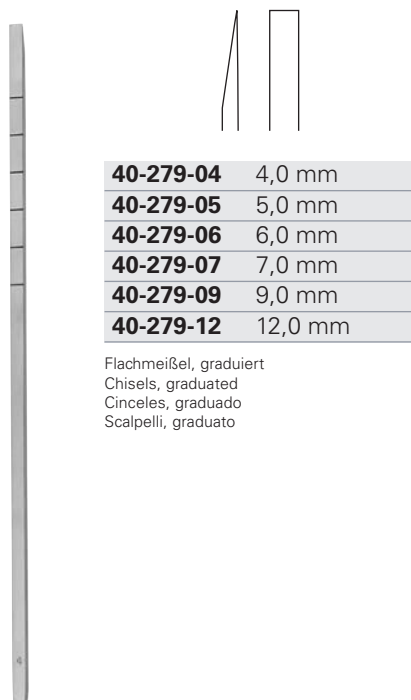 40-279-04 4,0 mm
40-279-05 5,0 mm
40-279-06 6,0 mm
40-279-07 7,0 mm
40-279-09 9,0 mm
40-279-12 12,0 mm
Flachmeißel, graduiert
Chisels, graduated
Cinceles, graduado
Scalpelli, graduato
4